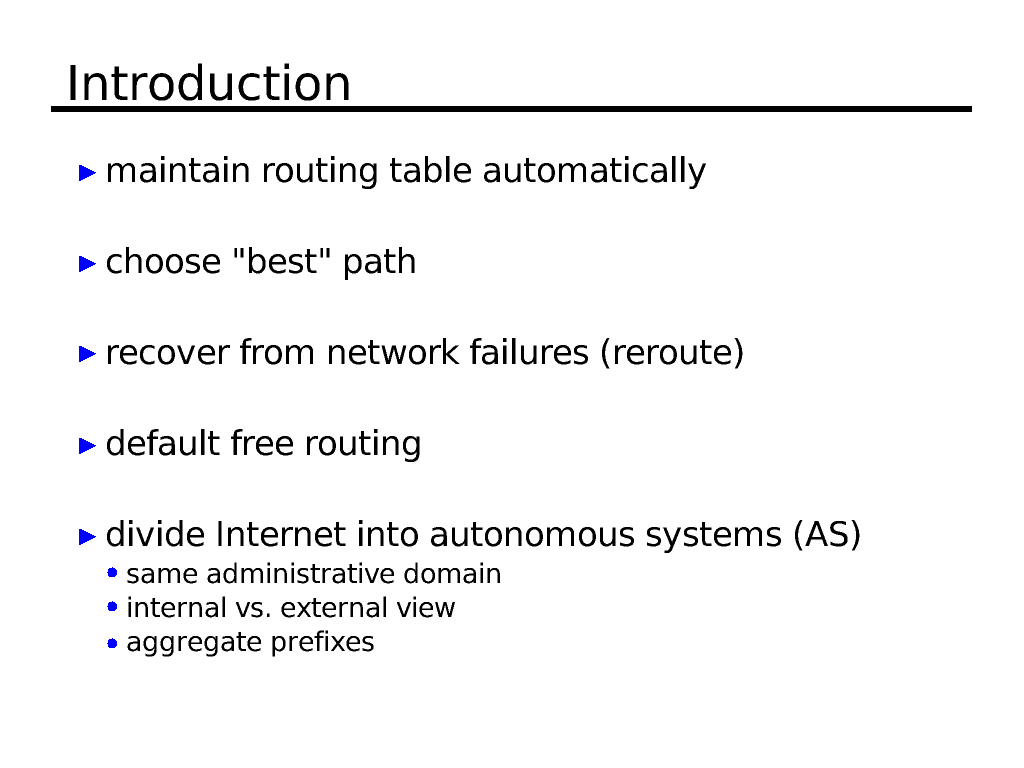 Introduction
maintain routing table automatically
choose "best" path
recover from network failures (reroute)
default free routing
divide Internet into autonomous systems (AS)
same administrative domain
internal vs. external view
aggregate prefixes